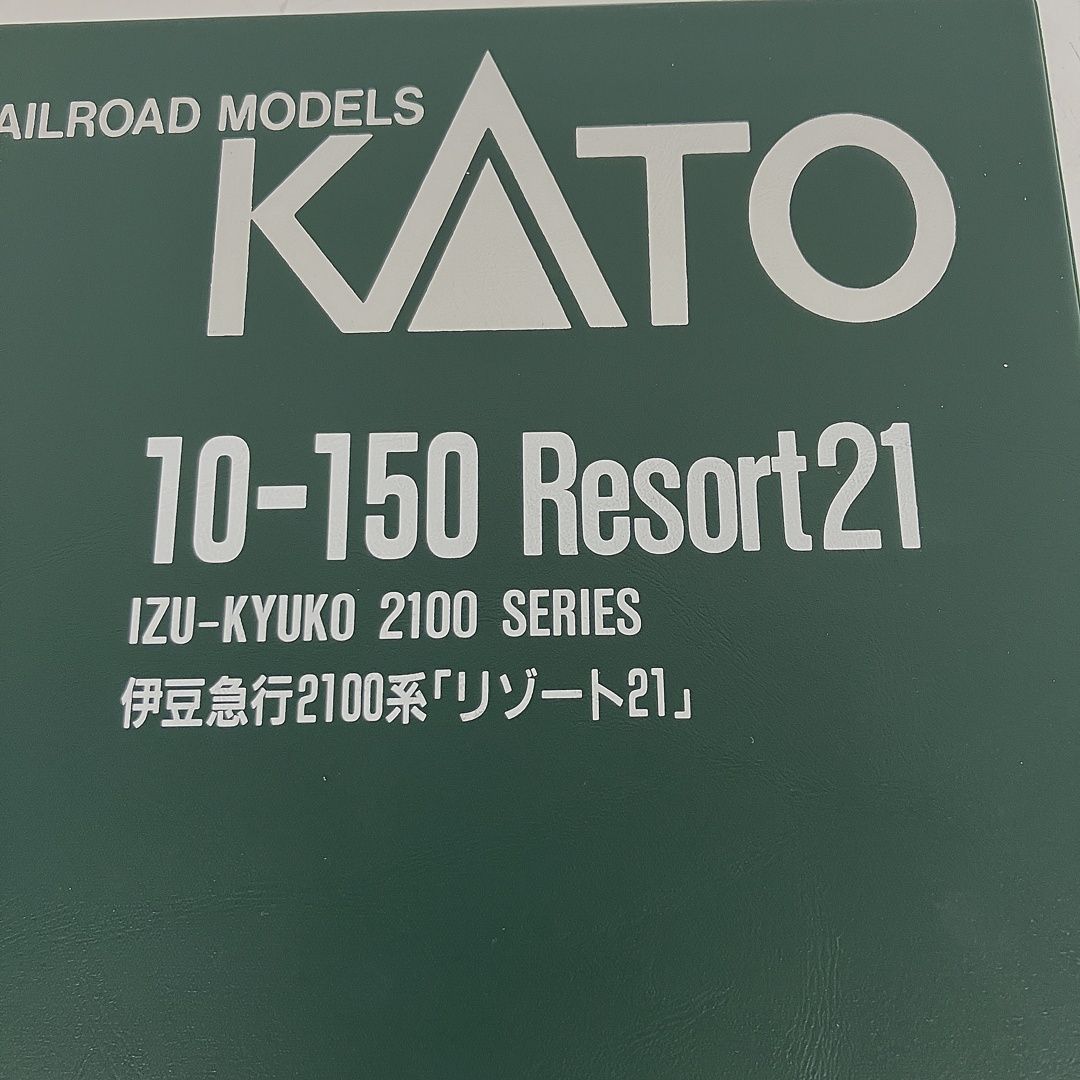 AILROAD MODELS
KATO
10-150 Resort21
IZU-KYUKO 2100 SERIES
伊豆急行2100系「リゾート21」